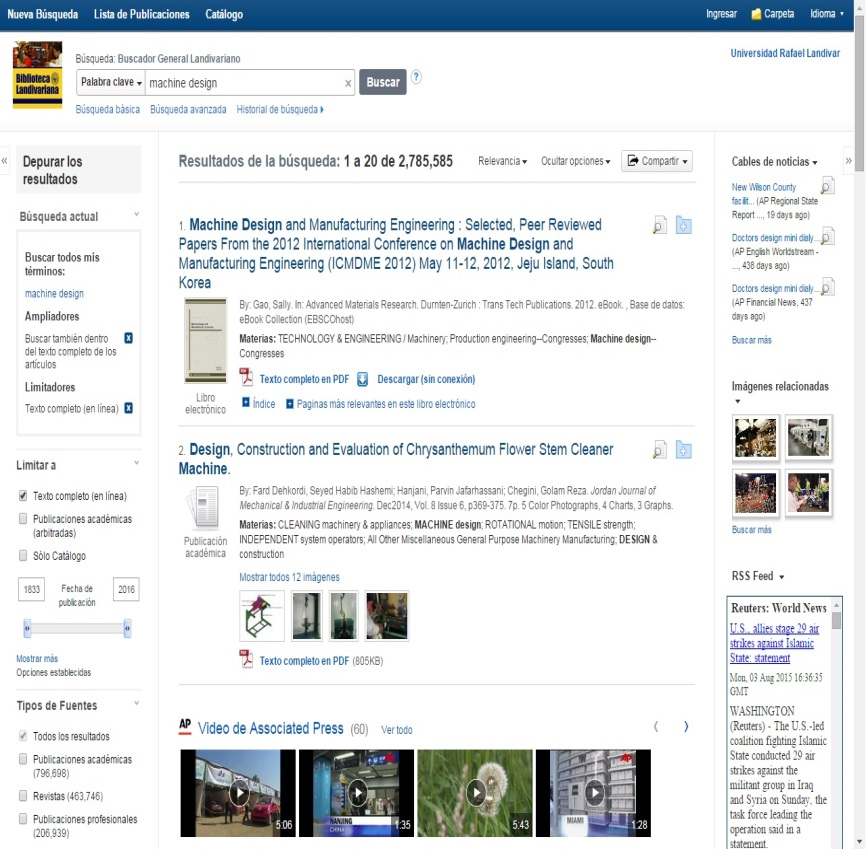 Nueva Búsqueda Lista de Publicaciones Catálogo
Ingresar Carpeta Idioma
Biblioteca
Landivariana
Búsqueda: Buscador General Landivariano
Palabra clave machine design x Buscar ?
Búsqueda básica Búsqueda avanzada Historial de búsqueda
Universidad Rafael Landivar
«
Depurar los
resultados
Búsqueda actual
Buscar todos mis
términos:
machine design
Ampliadores
Buscar también dentro
del texto completo de los
artículos
Limitadores
Texto completo (en línea)
Limitar a
Texto completo (en línea)
Publicaciones académicas
(arbitradas)
Sólo Catálogo
1833 Fecha de
publicación 2016
Mostrar más
Opciones establecidas
Tipos de Fuentes
Todos los resultados
Publicaciones académicas
(796,698)
Revistas (463,746)
Publicaciones profesionales
(206,939)
Resultados de la búsqueda: 1 a 20 de 2,785,585
Relevancia Ocultar opciones Compartir
1. Machine Design and Manufacturing Engineering : Selected, Peer Reviewed
Papers From the 2012 International Conference on Machine Design and
Manufacturing Engineering (ICMDME 2012) May 11-12, 2012, Jeju Island, South
Korea
Libro
electrónico
By: Gao, Sally. In: Advanced Materials Research. Durnten-Zurich : Trans Tech Publications. 2012. eBook. , Base de datos:
eBook Collection (EBSCOhost)
Materias: TECHNOLOGY & ENGINEERING / Machinery; Production engineering--Congresses; Machine design--
Congresses
Texto completo en PDF Descargar (sin conexión)
Índice Paginas más relevantes en este libro electrónico
2. Design, Construction and Evaluation of Chrysanthemum Flower Stem Cleaner
Machine.
Publicación
académica
By: Fard Dehkordi, Seyed Habib Hashemi; Hanjani, Parvin Jafarhassani; Chegini, Golam Reza. Jordan Journal of
Mechanical & Industrial Engineering. Dec2014, Vol. 8 Issue 6, p369-375. 7p. 5 Color Photographs, 4 Charts, 3 Graphs.
Materias: CLEANING machinery & appliances; MACHINE design; ROTATIONAL motion; TENSILE strength;
INDEPENDENT system operators; All Other Miscellaneous General Purpose Machinery Manufacturing; DESIGN &
construction
Mostrar todos 12 imágenes
Texto completo en PDF (805KB)
AP Video de Associated Press (60) Ver todo
5:06
NANJING
CHINA
1:35
5:43
AP
MIAMI
1:28
»
Cables de noticias
New Wilson County
facilit... (AP Regional State
Report ..., 19 days ago)
Doctors design mini dialy...
(AP English Worldstream -
..., 438 days ago)
Doctors design mini dialy...
(AP Financial News, 437
days ago)
Buscar más
Imágenes relacionadas
Buscar más
RSS Feed
Reuters: World News
U.S., allies stage 29 air
strikes against Islamic
State: statement
Mon, 03 Aug 2015 16:36:35
GMT
WASHINGTON
(Reuters) - The U.S.-led
coalition fighting Islamic
State conducted 29 air
strikes against the
militant group in Iraq
and Syria on Sunday, the
task force leading the
operation said in a
statement.